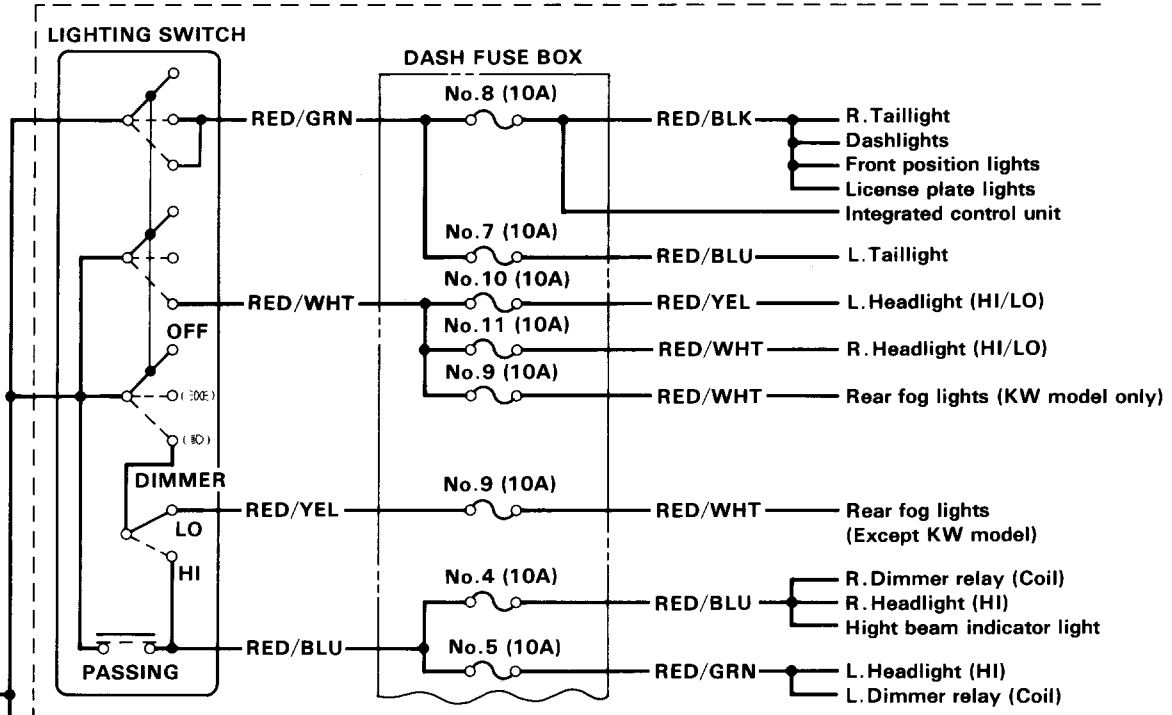 LIGHTING SWITCH
DASH FUSE BOX
No.8 (10A)
RED/GRN
RED/BLK
R.Taillight
Dashlights
Front position lights
License plate lights
Integrated control unit
No.7 (10A)
RED/BLU
L.Taillight
No.10 (10A)
RED/WHT
RED/YEL
L.Headlight (HI/LO)
OFF
No.11 (10A)
RED/WHT
R.Headlight (HI/LO)
No.9 (10A)
RED/WHT
Rear fog lights (KW model only)
DIMMER
No.9 (10A)
RED/YEL
LO
RED/WHT
Rear fog lights
(Except KW model)
HI
No.4 (10A)
RED/BLU
R.Dimmer relay (Coil)
R.Headlight (HI)
Hight beam indicator light
PASSING
RED/BLU
No.5 (10A)
RED/GRN
L.Headlight (HI)
L.Dimmer relay (Coil)